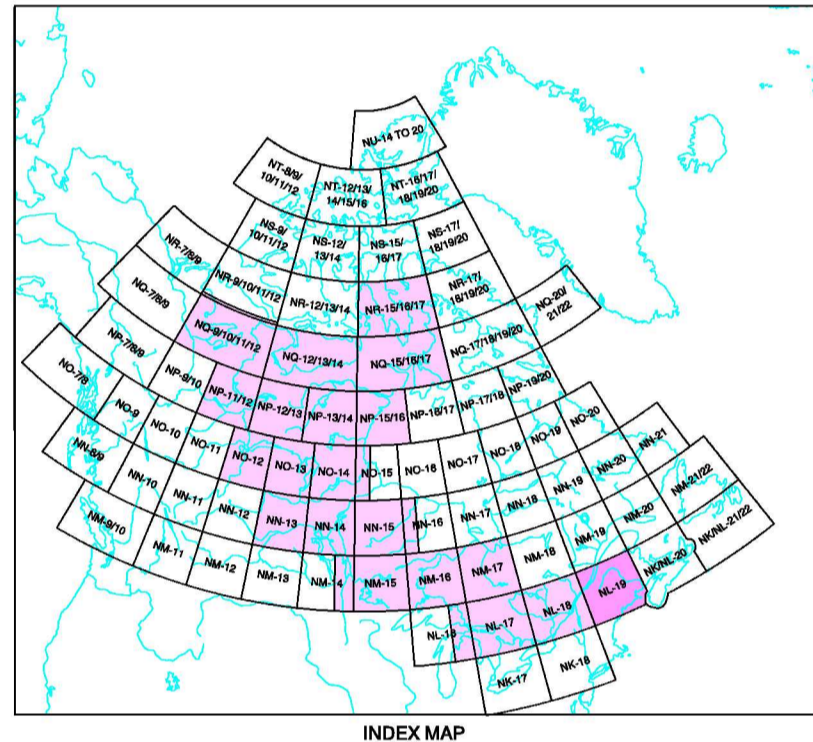 NU-14 TO 20
NT-8/9/
10/11/12
NT-12/13/
14/15/16
NT-16/17/
18/19/20
NS-9/
10/11/12
NS-12/
13/14
NS-15/
16/17
NS-17/
18/19/20
NR-7/8/9
NR-9/10/11/12
NR-12/13/14
NR-15/16/17
NR-17/
18/19/20
NQ-7/8/9
NQ-9/10/11/12
NQ-12/13/14
NQ-15/16/17
NQ-17/18/19/20
NQ-20/
21/22
NP-7/8/9
NP-9/10
NP-11/12
NP-12/13
NP-13/14
NP-15/16
NP-16/17
NP-17/18
NP-19/20
NO-7/8
NO-9
NO-10
NO-11
NO-12
NO-13
NO-14
NO-15
NO-16
NO-17
NO-18
NO-19
NO-20
NN-8/9
NN-10
NN-11
NN-12
NN-13
NN-14
NN-15
NN-16
NN-17
NN-18
NN-19
NN-20
NN-21
NM-9/10
NM-11
NM-12
NM-13
NM-14
NM-15
NM-16
NM-17
NM-18
NM-19
NM-20
NM-21/22
NL-16
NL-17
NL-18
NL-19
NK/NL-20
NK/NL-21/22
NK-17
NK-18
INDEX MAP